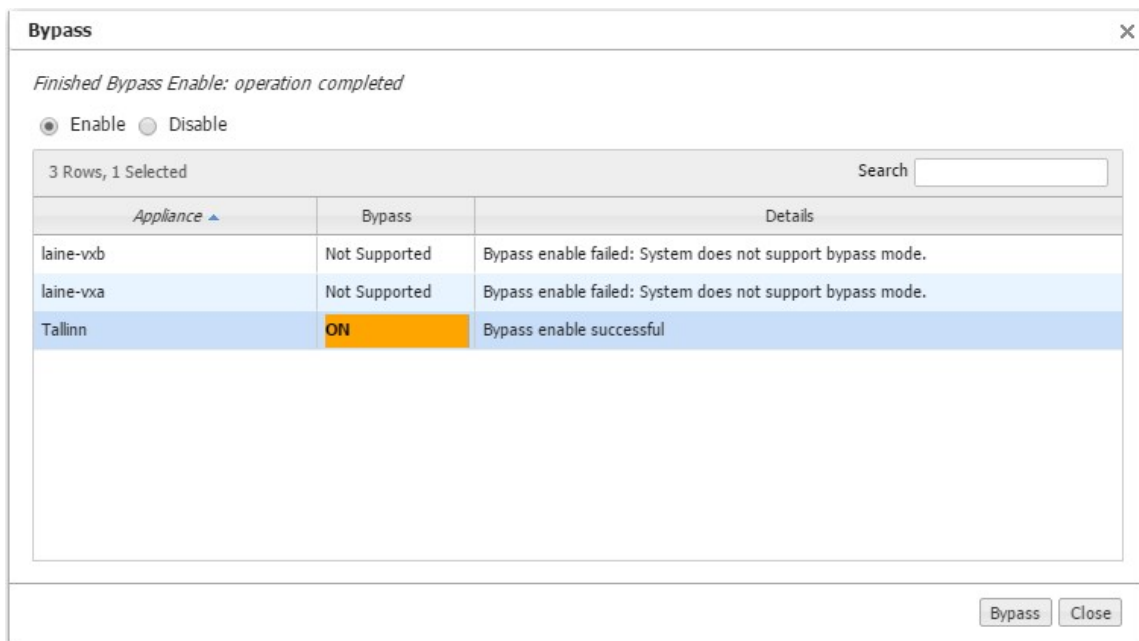 Bypass
Finished Bypass Enable: operation completed
Enable Disable
3 Rows, 1 Selected Search
Appliance Bypass Details
laine-vxb Not Supported Bypass enable failed: System does not support bypass mode.
laine-vxa Not Supported Bypass enable failed: System does not support bypass mode.
Tallinn ON Bypass enable successful
Bypass Close